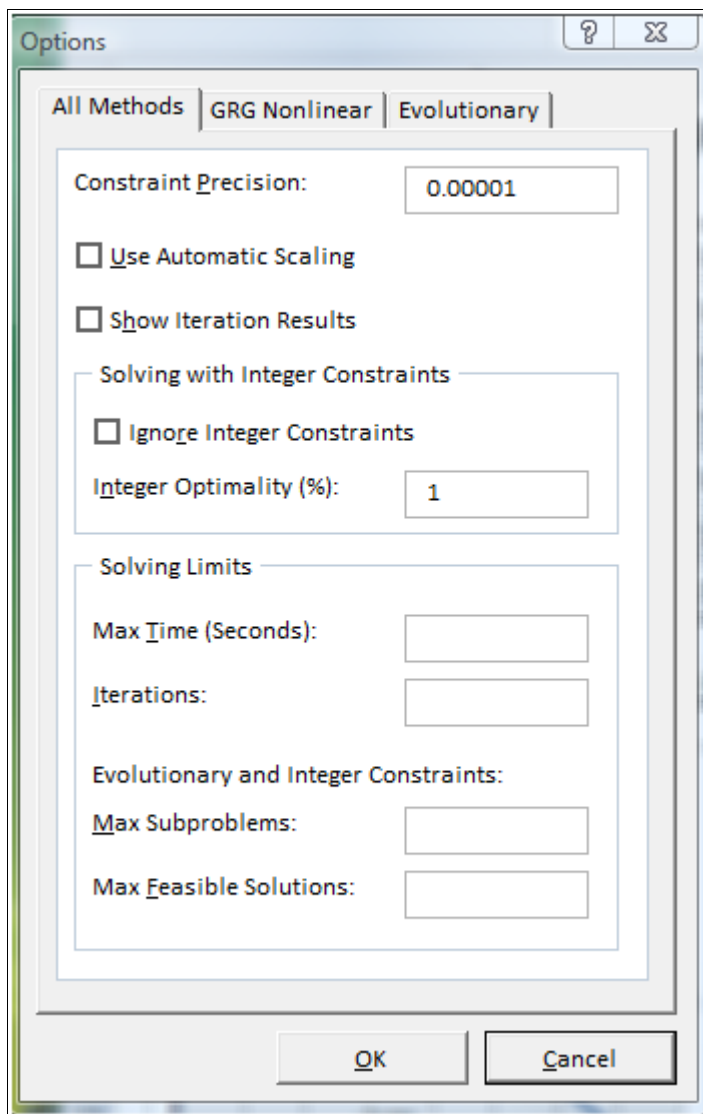 Options
All Methods GRG Nonlinear Evolutionary
Constraint Precision: 0.00001
Use Automatic Scaling
Show Iteration Results
Solving with Integer Constraints
Ignore Integer Constraints
Integer Optimality (%): 1
Solving Limits
Max Time (Seconds):
Iterations:
Evolutionary and Integer Constraints:
Max Subproblems:
Max Feasible Solutions:
OK Cancel